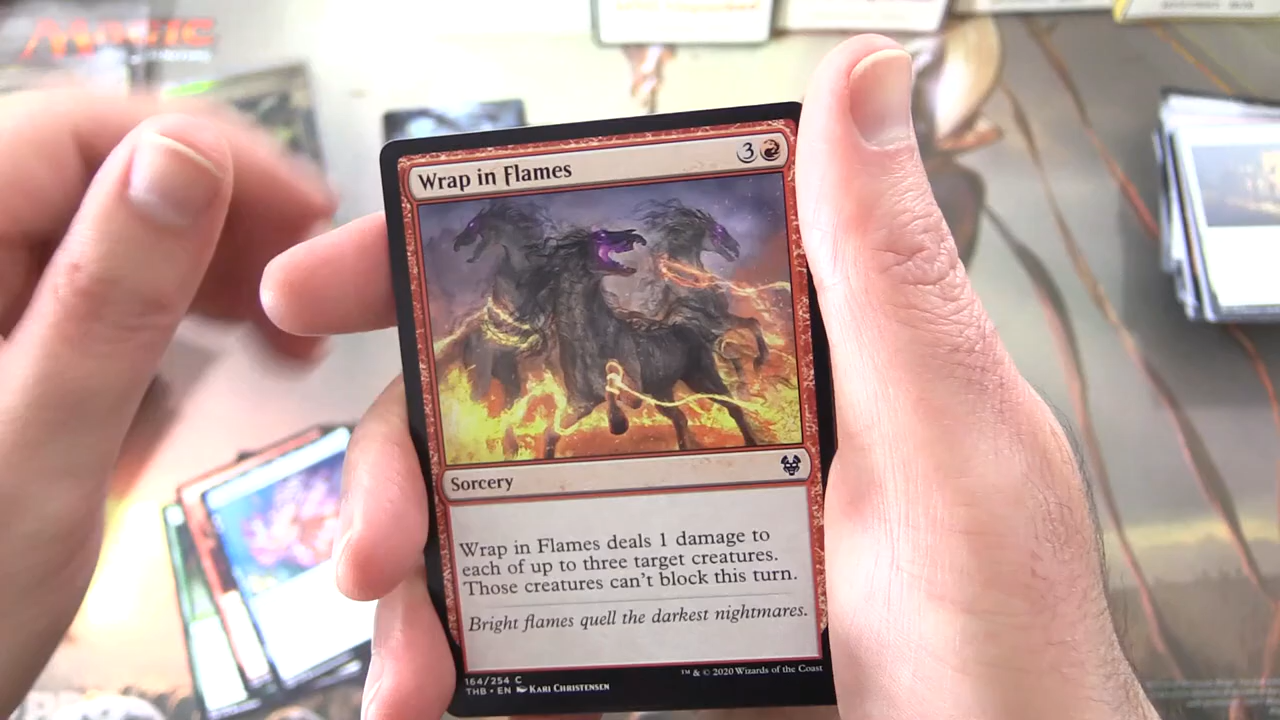 MAGIC
Wrap in Flames
3
Sorcery
Wrap in Flames deals 1 damage to
each of up to three target creatures.
Those creatures can't block this turn.
Bright flames quell the darkest nightmares.
164/254 C
THB • EN Kari Christensen
™ & © 2020 Wizards of the Coast